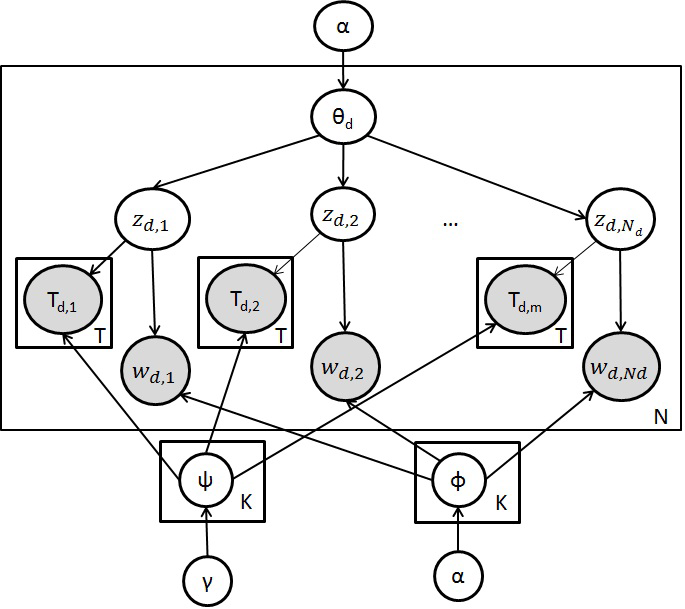 α
θd
zd,1
zd,2
...
zd,Nd
Td,1
T
Td,2
T
Td,m
T
wd,1
wd,2
wd,Nd
N
ψ
K
ϕ
K
γ
α